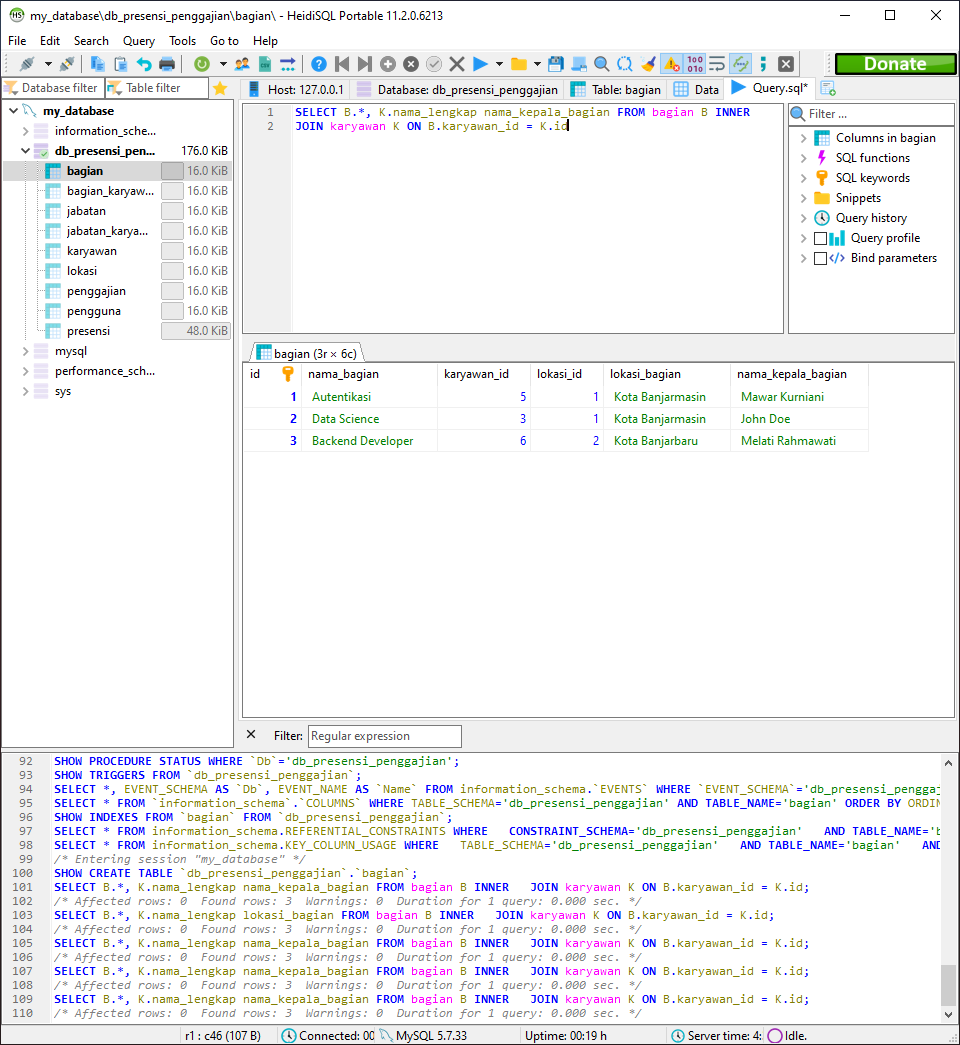 my_database\db_presensi_penggajian\bagian\ - HeidiSQL Portable 11.2.0.6213
File Edit Search Query Tools Go to Help
Donate
Database filter Table filter
Host: 127.0.0.1 Database: db_presensi_penggajian Table: bagian Data Query.sql*
my_database
information_sche...
db_presensi_pen... 176.0 KiB
bagian 16.0 KiB
bagian_karyaw... 16.0 KiB
jabatan 16.0 KiB
jabatan_karya... 16.0 KiB
karyawan 16.0 KiB
lokasi 16.0 KiB
penggajian 16.0 KiB
pengguna 16.0 KiB
presensi 48.0 KiB
mysql
performance_sch...
sys
1 SELECT B.*, K.nama_lengkap nama_kepala_bagian FROM bagian B INNER
2 JOIN karyawan K ON B.karyawan_id = K.id
Filter ...
Columns in bagian
SQL functions
SQL keywords
Snippets
Query history
Query profile
Bind parameters
bagian (3r × 6c)
id nama_bagian karyawan_id lokasi_id lokasi_bagian nama_kepala_bagian
1 Autentikasi 5 1 Kota Banjarmasin Mawar Kurniani
2 Data Science 3 1 Kota Banjarmasin John Doe
3 Backend Developer 6 2 Kota Banjarbaru Melati Rahmawati
Filter: Regular expression
92 SHOW PROCEDURE STATUS WHERE `Db`='db_presensi_penggajian';
93 SHOW TRIGGERS FROM `db_presensi_penggajian`;
94 SELECT *, EVENT_SCHEMA AS `Db`, EVENT_NAME AS `Name` FROM information_schema.`EVENTS` WHERE `EVENT_SCHEMA`='db_presensi_pengga
95 SELECT * FROM `information_schema`.`COLUMNS` WHERE TABLE_SCHEMA='db_presensi_penggajian' AND TABLE_NAME='bagian' ORDER BY ORDIN
96 SHOW INDEXES FROM `bagian` FROM `db_presensi_penggajian`;
97 SELECT * FROM information_schema.REFERENTIAL_CONSTRAINTS WHERE   CONSTRAINT_SCHEMA='db_presensi_penggajian'   AND TABLE_NAME='b
98 SELECT * FROM information_schema.KEY_COLUMN_USAGE WHERE   TABLE_SCHEMA='db_presensi_penggajian'   AND TABLE_NAME='bagian'   AND
99 /* Entering session "my_database" */
100 SHOW CREATE TABLE `db_presensi_penggajian`.`bagian`;
101 SELECT B.*, K.nama_lengkap nama_kepala_bagian FROM bagian B INNER   JOIN karyawan K ON B.karyawan_id = K.id;
102 /* Affected rows: 0  Found rows: 3  Warnings: 0  Duration for 1 query: 0.000 sec. */
103 SELECT B.*, K.nama_lengkap lokasi_bagian FROM bagian B INNER   JOIN karyawan K ON B.karyawan_id = K.id;
104 /* Affected rows: 0  Found rows: 3  Warnings: 0  Duration for 1 query: 0.000 sec. */
105 SELECT B.*, K.nama_lengkap nama_kepala_bagian FROM bagian B INNER   JOIN karyawan K ON B.karyawan_id = K.id;
106 /* Affected rows: 0  Found rows: 3  Warnings: 0  Duration for 1 query: 0.000 sec. */
107 SELECT B.*, K.nama_lengkap nama_kepala_bagian FROM bagian B INNER   JOIN karyawan K ON B.karyawan_id = K.id;
108 /* Affected rows: 0  Found rows: 3  Warnings: 0  Duration for 1 query: 0.000 sec. */
109 SELECT B.*, K.nama_lengkap nama_kepala_bagian FROM bagian B INNER   JOIN karyawan K ON B.karyawan_id = K.id;
110 /* Affected rows: 0  Found rows: 3  Warnings: 0  Duration for 1 query: 0.000 sec. */
r1 : c46 (107 B) Connected: 00 MySQL 5.7.33 Uptime: 00:19 h Server time: 4: Idle.